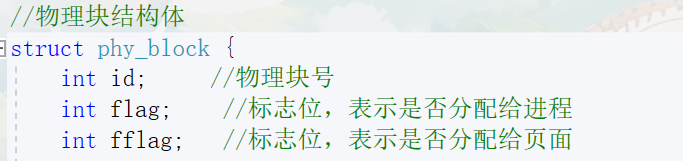 //物理块结构体
struct phy_block {
int id; //物理块号
int flag; //标志位，表示是否分配给进程
int fflag; //标志位，表示是否分配给页面